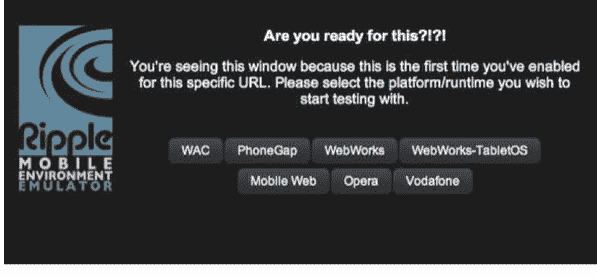 Are you ready for this?!?!
You're seeing this window because this is the first time you've enabled
for this specific URL. Please select the platform/runtime you wish to
start testing with.
Ripple
MOBILE
ENVIRONMENT
EMULATOR
WAC PhoneGap WebWorks WebWorks-TabletOS
Mobile Web Opera Vodafone